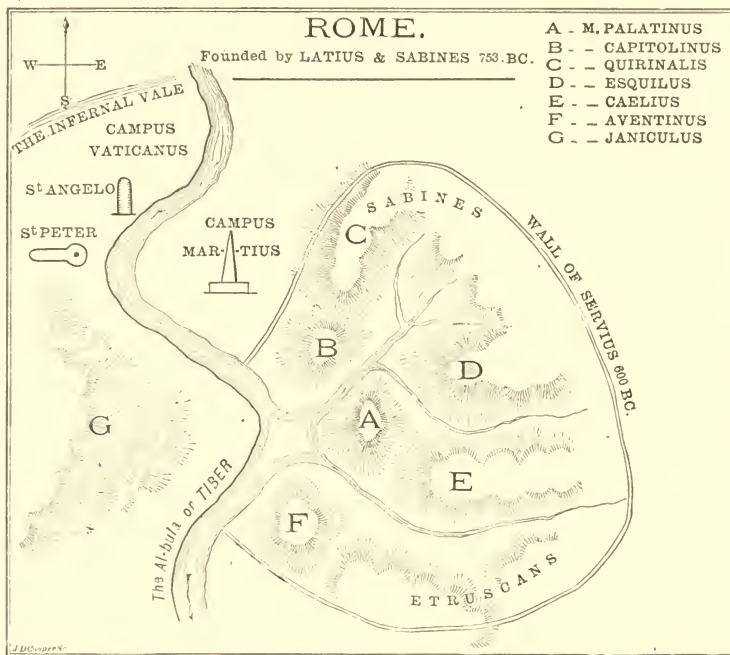 ROME.
Founded by LATIUS & SABINES 753. BC.
A - M. PALATINUS
B - – CAPITOLINUS
C - – QUIRINALIS
D - – ESQUILUS
E - – CAELIUS
F - – AVENTINUS
G - – JANICULUS
W E
S
THE INFERNAL VALE
CAMPUS
VATICANUS
St ANGELO
St PETER
CAMPUS
MAR-TIUS
SABINES
WALL OF SERVIUS 600 BC.
C
B
D
A
G
E
F
The Al-bula or TIBER
ETRUSCANS